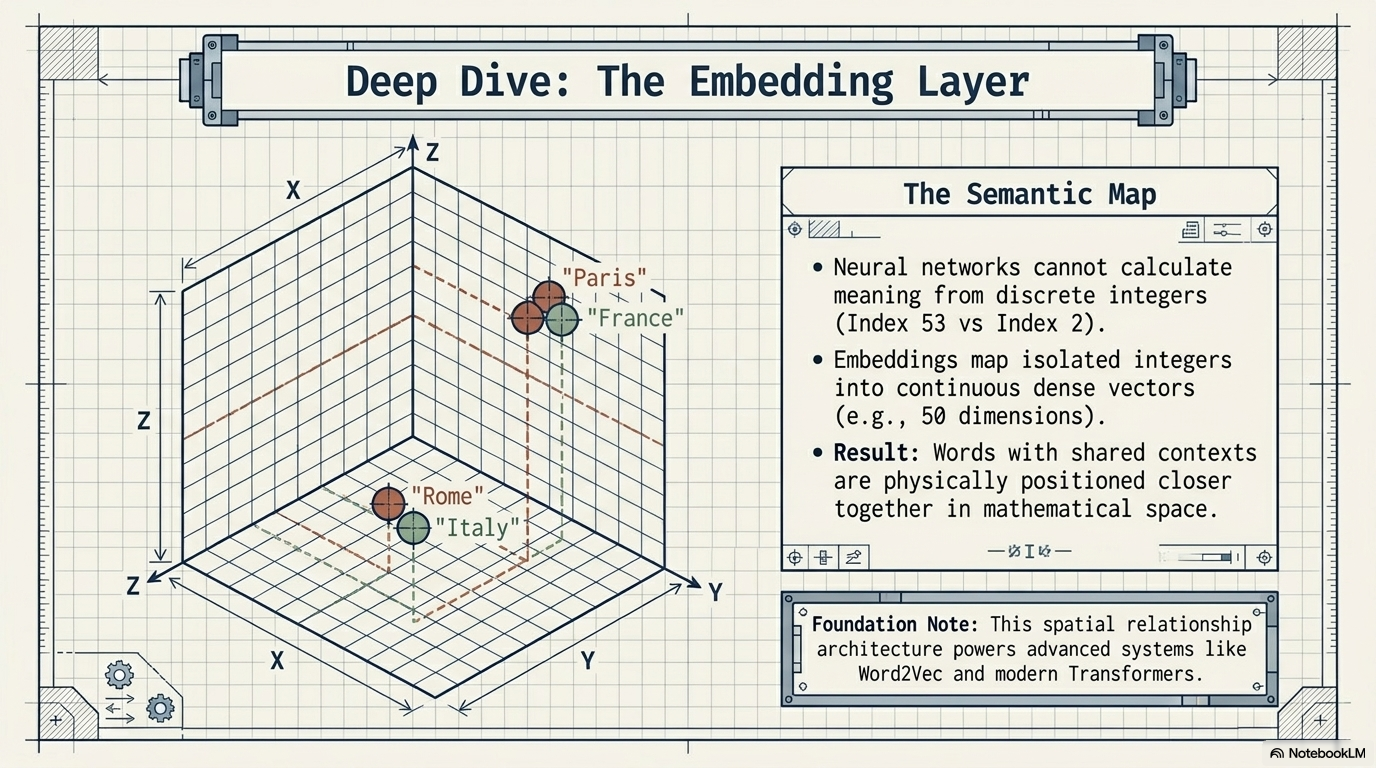 Deep Dive: The Embedding Layer
Z
X
"Paris"
"France"
Z
"Rome"
"Italy"
Z
Y
X
Y
The Semantic Map
• Neural networks cannot calculate
meaning from discrete integers
(Index 53 vs Index 2).
• Embeddings map isolated integers
into continuous dense vectors
(e.g., 50 dimensions).
• Result: Words with shared contexts
are physically positioned closer
together in mathematical space.
Foundation Note: This spatial relationship
architecture powers advanced systems like
Word2Vec and modern Transformers.
NotebookLM